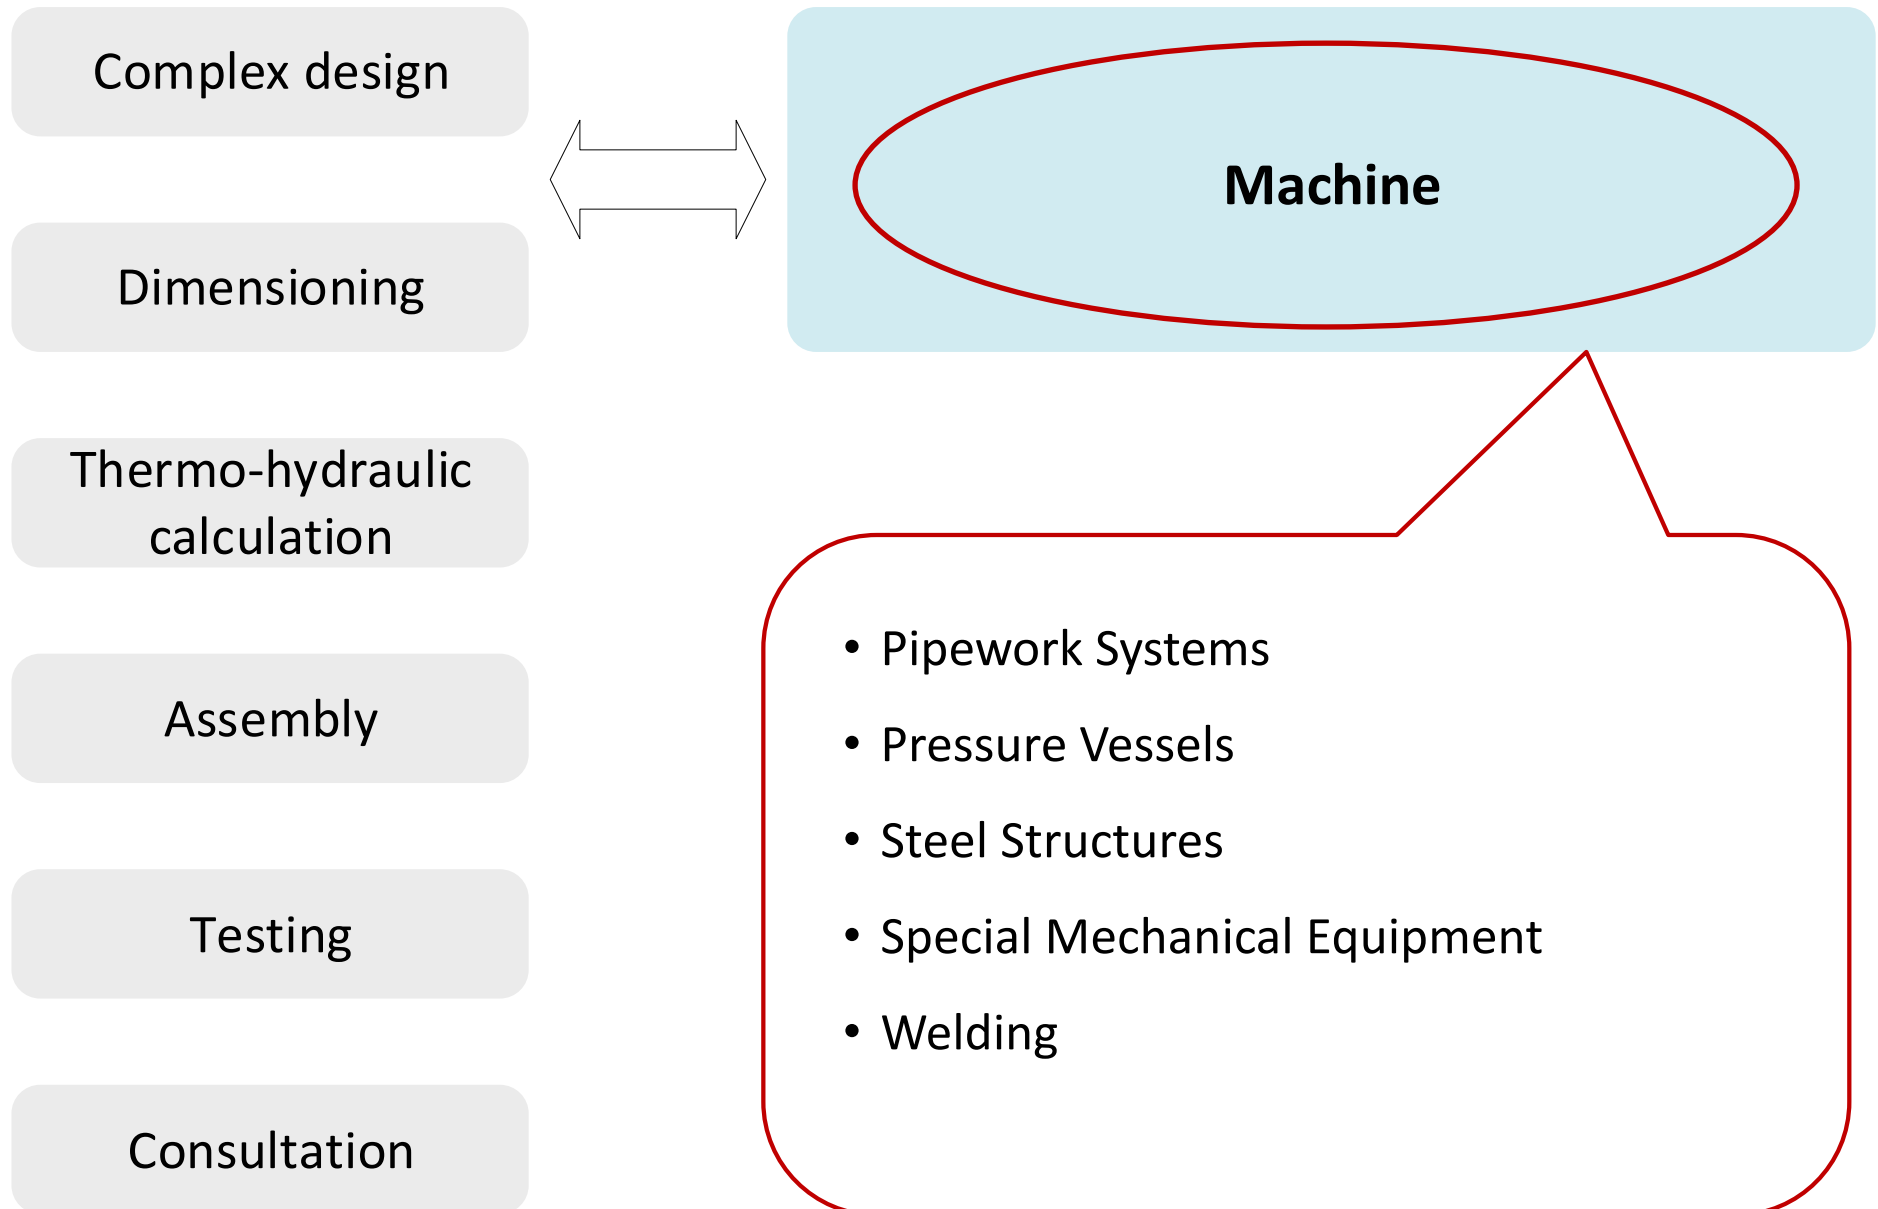 Complex design
Dimensioning
Thermo-hydraulic
calculation
Assembly
Testing
Consultation
Machine
• Pipework Systems
• Pressure Vessels
• Steel Structures
• Special Mechanical Equipment
• Welding